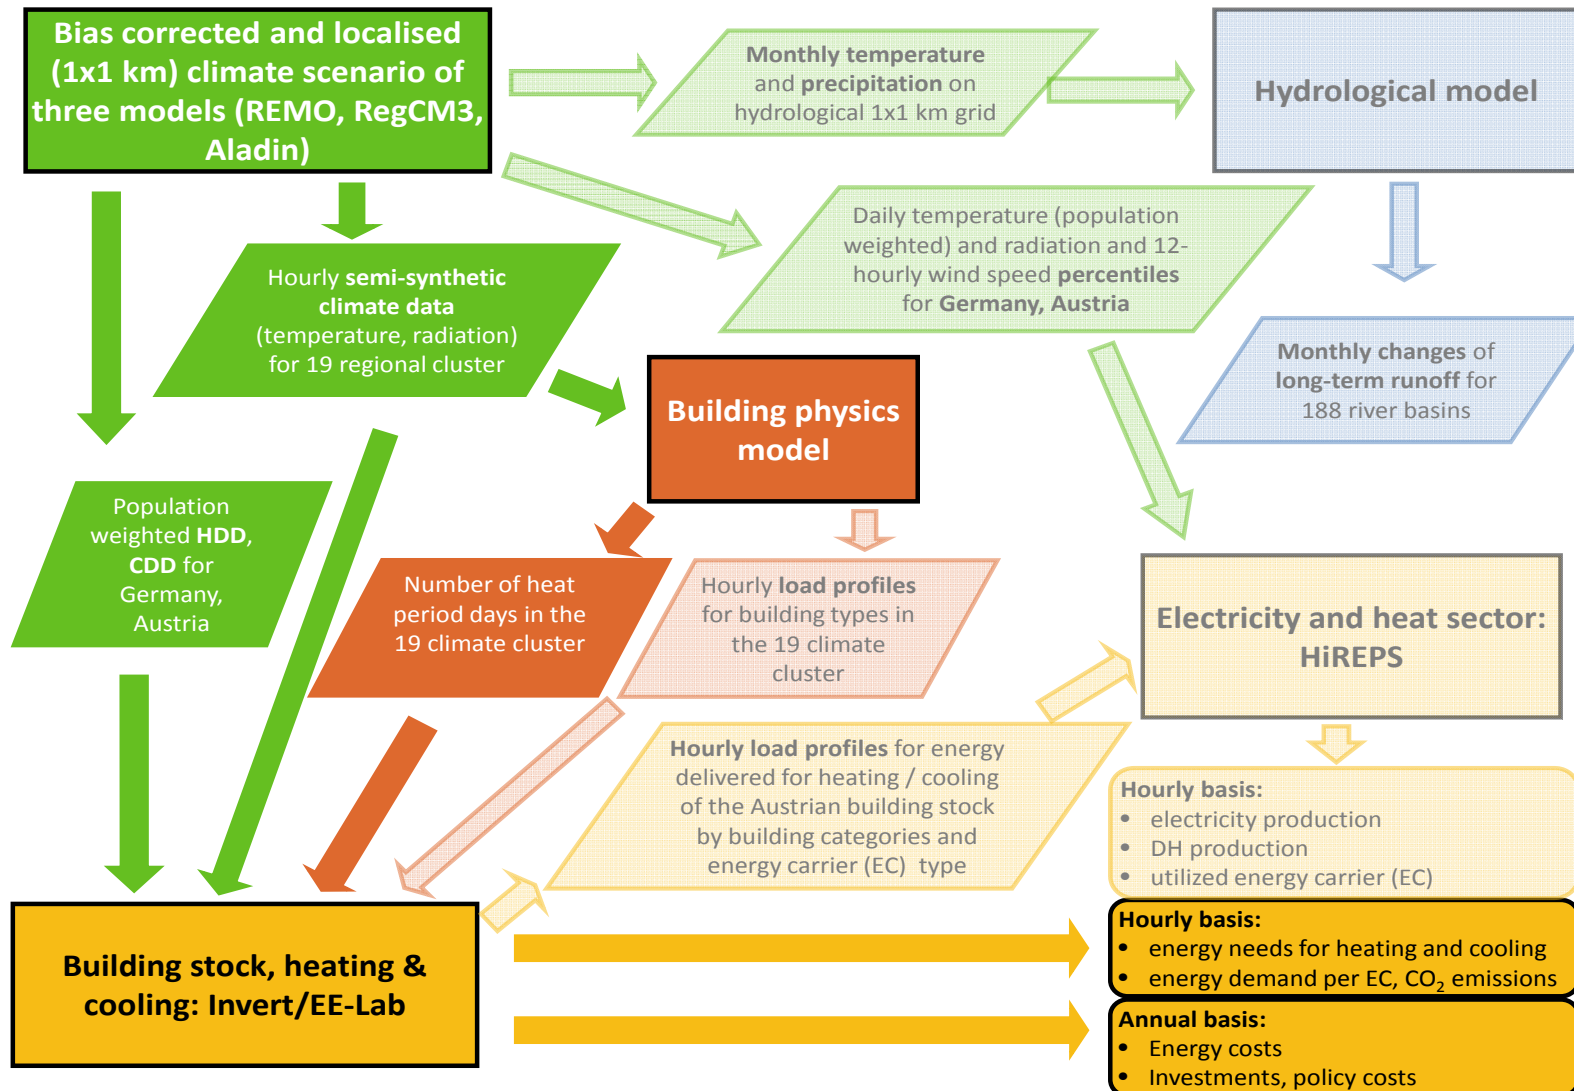 Bias corrected and localised
(1x1 km) climate scenario of
three models (REMO, RegCM3,
Aladin)
Monthly temperature
and precipitation on
hydrological 1x1 km grid
Hydrological model
Daily temperature (population
weighted) and radiation and 12-
hourly wind speed percentiles
for Germany, Austria
Hourly semi-synthetic
climate data
(temperature, radiation)
for 19 regional cluster
Monthly changes of
long-term runoff for
188 river basins
Building physics
model
Population
weighted HDD,
CDD for
Germany,
Austria
Number of heat
period days in the
19 climate cluster
Hourly load profiles
for building types in
the 19 climate
cluster
Electricity and heat sector:
HiREPS
Hourly load profiles for energy
delivered for heating / cooling
of the Austrian building stock
by building categories and
energy carrier (EC) type
Hourly basis:
• electricity production
• DH production
• utilized energy carrier (EC)
Building stock, heating &
cooling: Invert/EE-Lab
Hourly basis:
• energy needs for heating and cooling
• energy demand per EC, CO₂ emissions
Annual basis:
• Energy costs
• Investments, policy costs